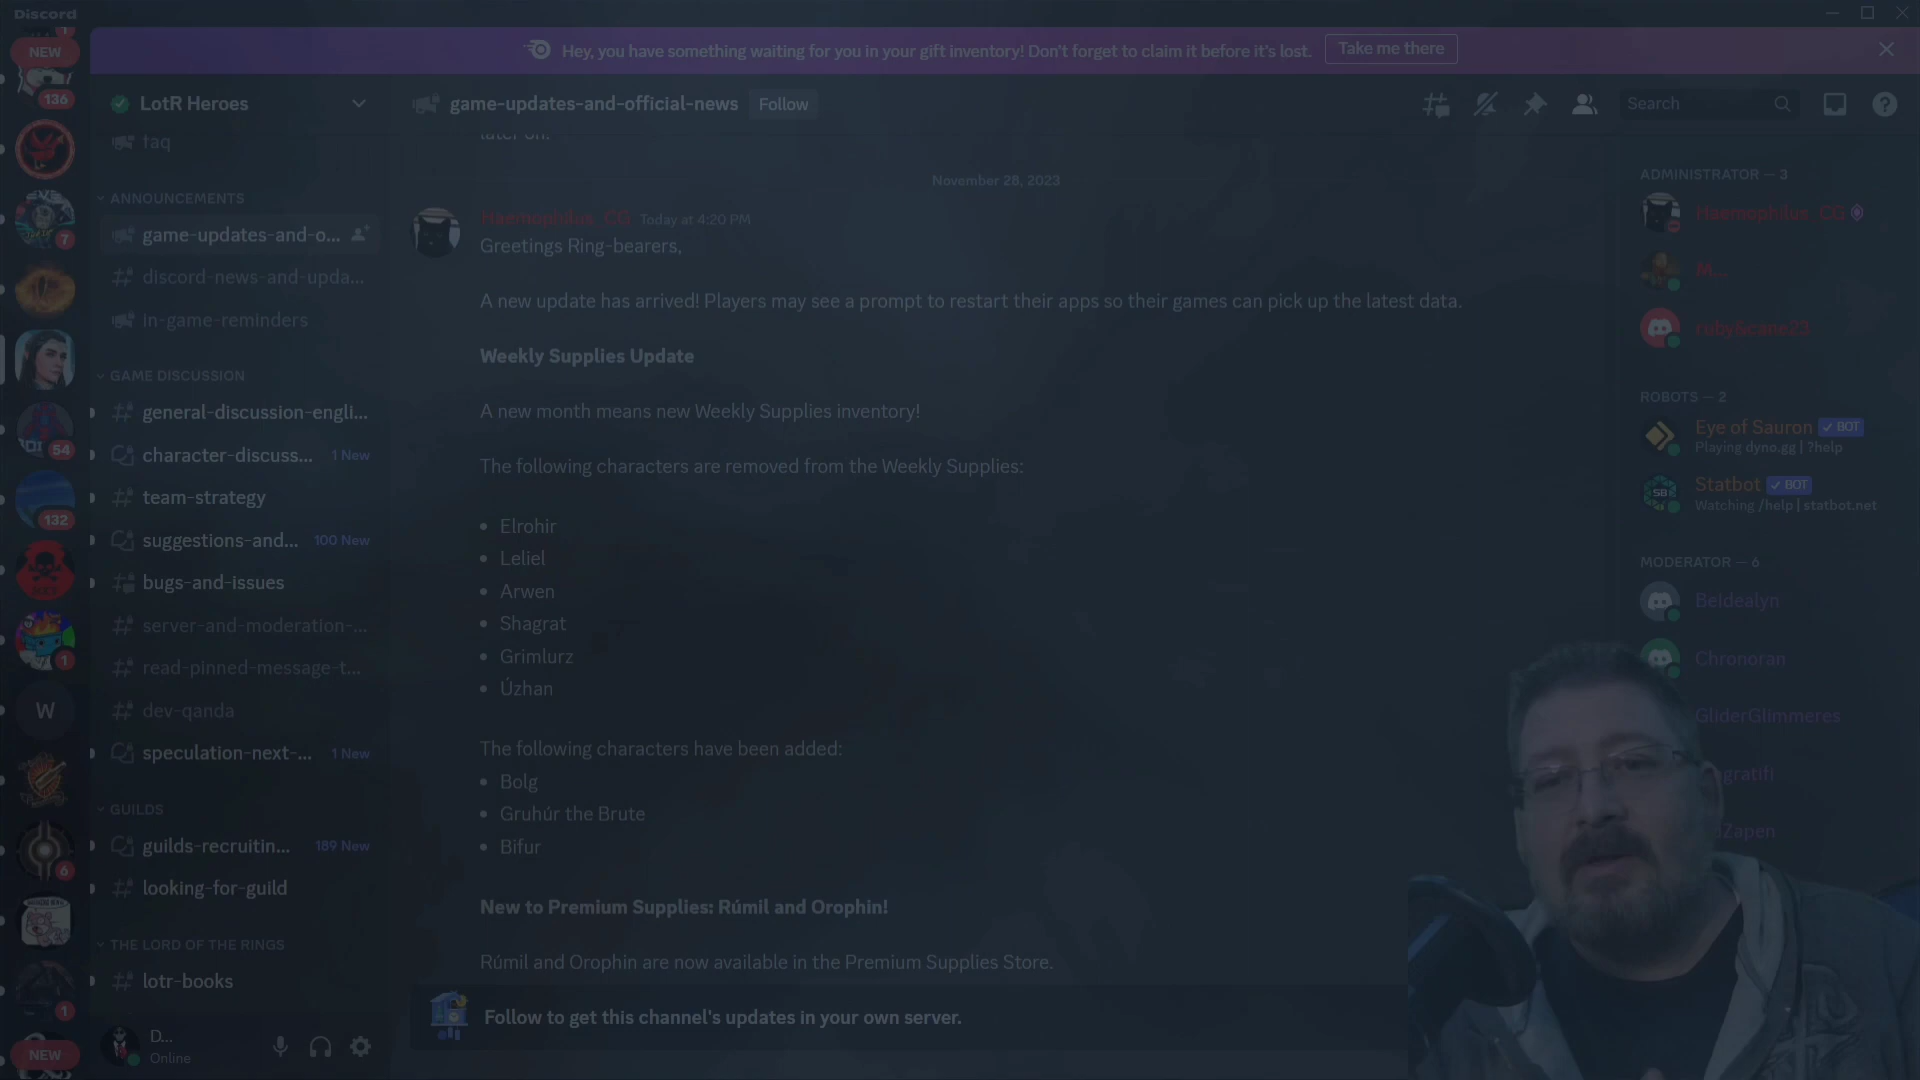 Discord
NEW
136
7
54
132
1
W
6
1
NEW
Hey, you have something waiting for you in your gift inventory! Don't forget to claim it before it's lost.
Take me there
LotR Heroes
faq
ANNOUNCEMENTS
game-updates-and-o...
discord-news-and-upda...
in-game-reminders
GAME DISCUSSION
general-discussion-engli...
character-discuss... 1 New
team-strategy
suggestions-and... 100 New
bugs-and-issues
server-and-moderation-...
read-pinned-message-t...
dev-qanda
speculation-next-... 1 New
GUILDS
guilds-recruitin... 189 New
looking-for-guild
THE LORD OF THE RINGS
lotr-books
D...
Online
game-updates-and-official-news
Follow
Search
later on.
November 28, 2023
Haemophilus_CG Today at 4:20 PM
Greetings Ring-bearers,
A new update has arrived! Players may see a prompt to restart their apps so their games can pick up the latest data.
Weekly Supplies Update
A new month means new Weekly Supplies inventory!
The following characters are removed from the Weekly Supplies:
• Elrohir
• Leliel
• Arwen
• Shagrat
• Grimlurz
• Úzhan
The following characters have been added:
• Bolg
• Gruhúr the Brute
• Bifur
New to Premium Supplies: Rúmil and Orophin!
Rúmil and Orophin are now available in the Premium Supplies Store.
Follow to get this channel's updates in your own server.
ADMINISTRATOR — 3
Haemophilus_CG
M...
ROBOTS — 2
Eye of Sauron ✓ BOT
Playing dyno.gg | ?help
Statbot ✓ BOT
Watching /help | statbot.net
MODERATOR — 6
Beidealyn
Chronoran
GliderGlimmeres